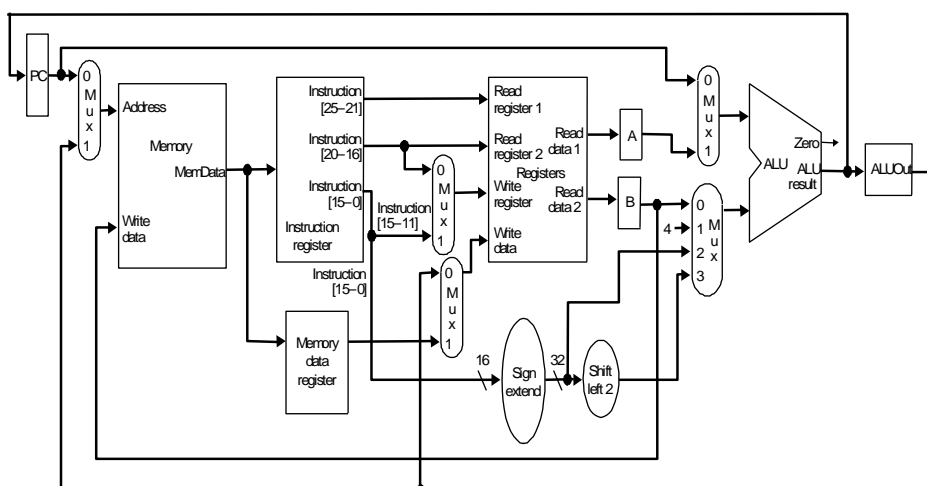 PC
0
M
u
x
1
Address
Memory
MemData
Write
data
Instruction
[25–21]
Instruction
[20–16]
Instruction
[15–0]
Instruction
register
Instruction
[15–11]
Instruction
[15–0]
Memory
data
register
0
M
u
x
1
0
M
u
x
1
Read
register 1
Read
register 2
Registers
Write
register
Write
data
Read
data 1
Read
data 2
16
Sign
extend
32
Shift
left 2
A
B
4
0
M
u
x
1
0
1
2
3
M
u
x
Zero
ALU
ALU
result
ALUOut